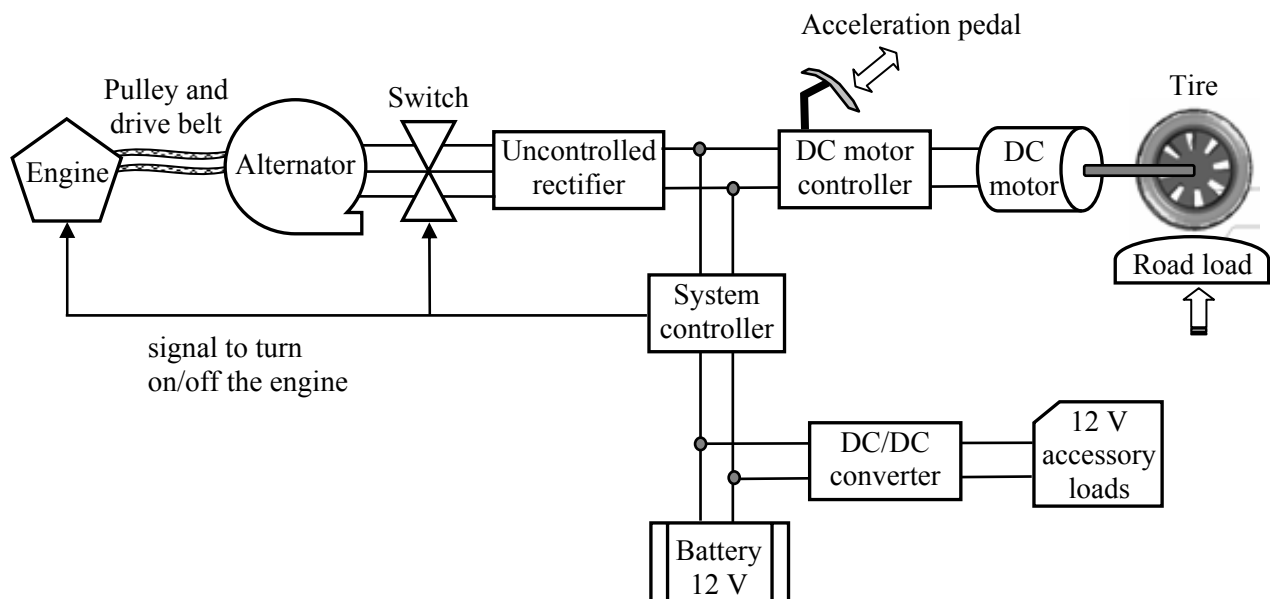 Acceleration pedal
Pulley and
drive belt
Switch
Tire
Engine
Alternator
Uncontrolled
rectifier
DC motor
controller
DC
motor
Road load
System
controller
signal to turn
on/off the engine
DC/DC
converter
12 V
accessory
loads
Battery
12 V